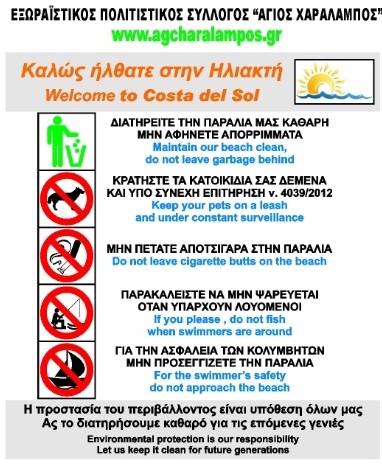 ΕΞΩΡΑΪΣΤΙΚΟΣ ΠΟΛΙΤΙΣΤΙΚΟΣ ΣΥΛΛΟΓΟΣ "ΑΓΙΟΣ ΧΑΡΑΛΑΜΠΟΣ"
www.agcharalampos.gr
Καλώς ήλθατε στην Ηλιακτή
Welcome to Costa del Sol
ΔΙΑΤΗΡΕΙΤΕ ΤΗΝ ΠΑΡΑΛΙΑ ΜΑΣ ΚΑΘΑΡΗ
ΜΗΝ ΑΦΗΝΕΤΕ ΑΠΟΡΡΙΜΜΑΤΑ
Maintain our beach clean,
do not leave garbage behind
ΚΡΑΤΗΣΤΕ ΤΑ ΚΑΤΟΙΚΙΔΙΑ ΣΑΣ ΔΕΜΕΝΑ
ΚΑΙ ΥΠΟ ΣΥΝΕΧΗ ΕΠΙΤΗΡΗΣΗ ν. 4039/2012
Keep your pets on a leash
and under constant surveillance
ΜΗΝ ΠΕΤΑΤΕ ΑΠΟΤΣΙΓΑΡΑ ΣΤΗΝ ΠΑΡΑΛΙΑ
Do not leave cigarette butts on the beach
ΠΑΡΑΚΑΛΕΙΣΤΕ ΝΑ ΜΗΝ ΨΑΡΕΥΕΤΑΙ
ΟΤΑΝ ΥΠΑΡΧΟΥΝ ΛΟΥΟΜΕΝΟΙ
If you please , do not fish
when swimmers are around
ΓΙΑ ΤΗΝ ΑΣΦΑΛΕΙΑ ΤΩΝ ΚΟΛΥΜΒΗΤΩΝ
ΜΗΝ ΠΡΟΣΕΓΓΙΖΕΤΕ ΤΗΝ ΠΑΡΑΛΙΑ
For the swimmer's safety
do not approach the beach
Η προστασία του περιβάλλοντος είναι υπόθεση όλων μας
Ας το διατηρήσουμε καθαρό για τις επόμενες γενιές
Environmental protection is our responsibility
Let us keep it clean for future generations